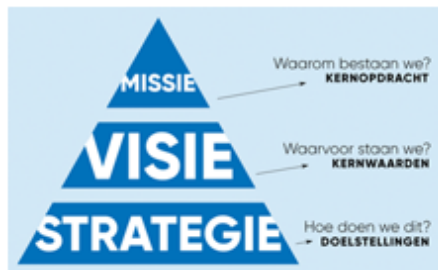 MISSIE
Waarom bestaan we?
KERNOPDRACHT
VISIE
Waarvoor staan we?
KERNWAARDEN
STRATEGIE
Hoe doen we dit?
DOELSTELLINGEN